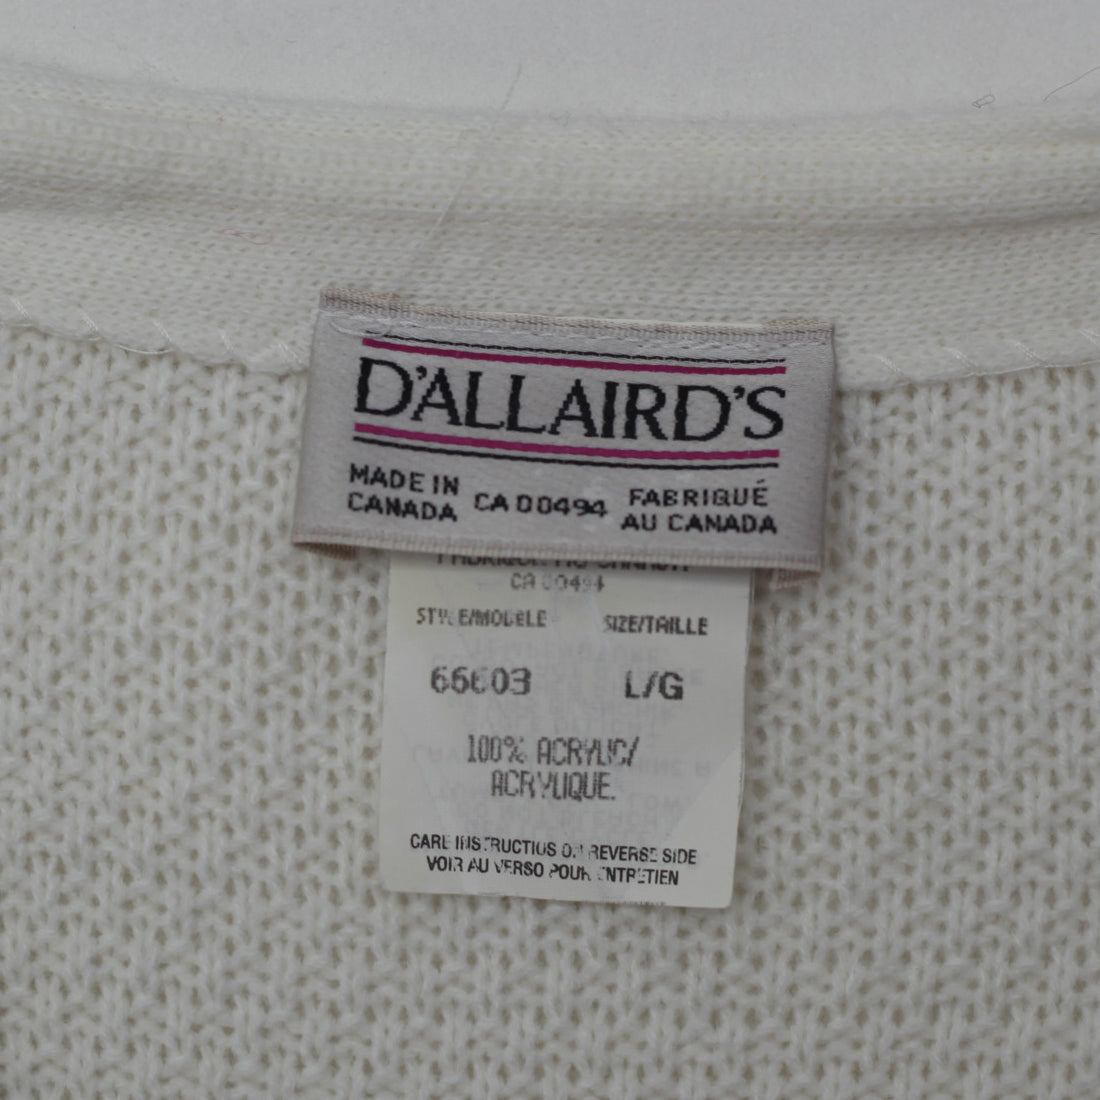 D'ALLAIRD'S
MADE IN
CANADA
CA 00494
FABRIQUÉ
AU CANADA
CA 00494
STYLE/MODELE SIZE/TAILLE
66603 L/G
100% ACRYLIC/
ACRYLIQUE.
CARE INSTRUCTIUS ON REVERSE SIDE
VOIR AU VERSO POUR ENTRETIEN